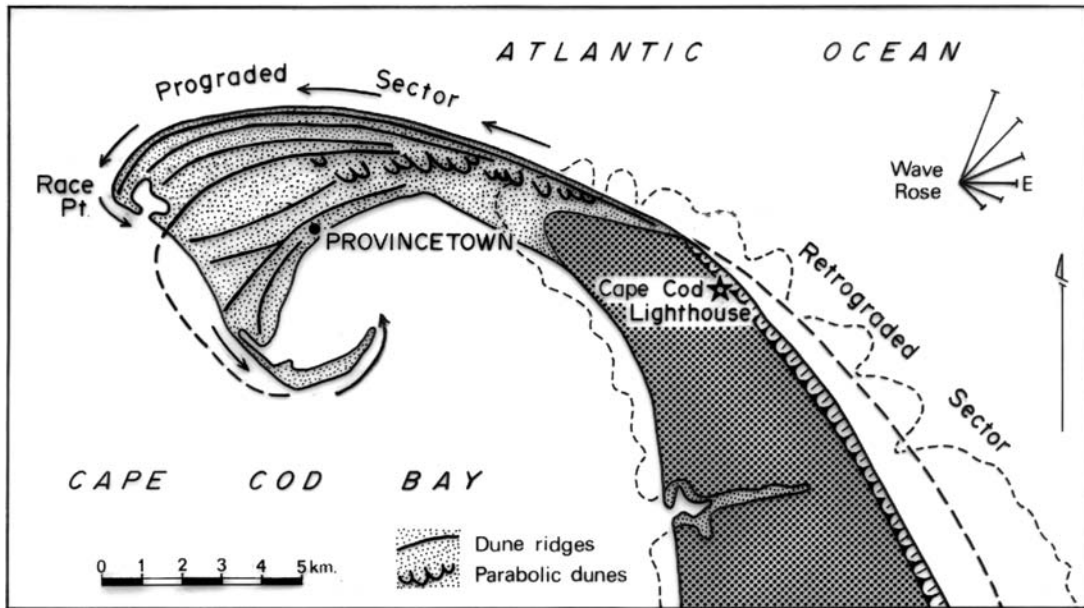 ATLANTIC OCEAN
Prograded Sector
Race
Pt.
Wave
Rose
E
PROVINCETOWN
Cape Cod
Lighthouse
Retrograded Sector
CAPE COD BAY
Dune ridges
Parabolic dunes
0 1 2 3 4 5 km.